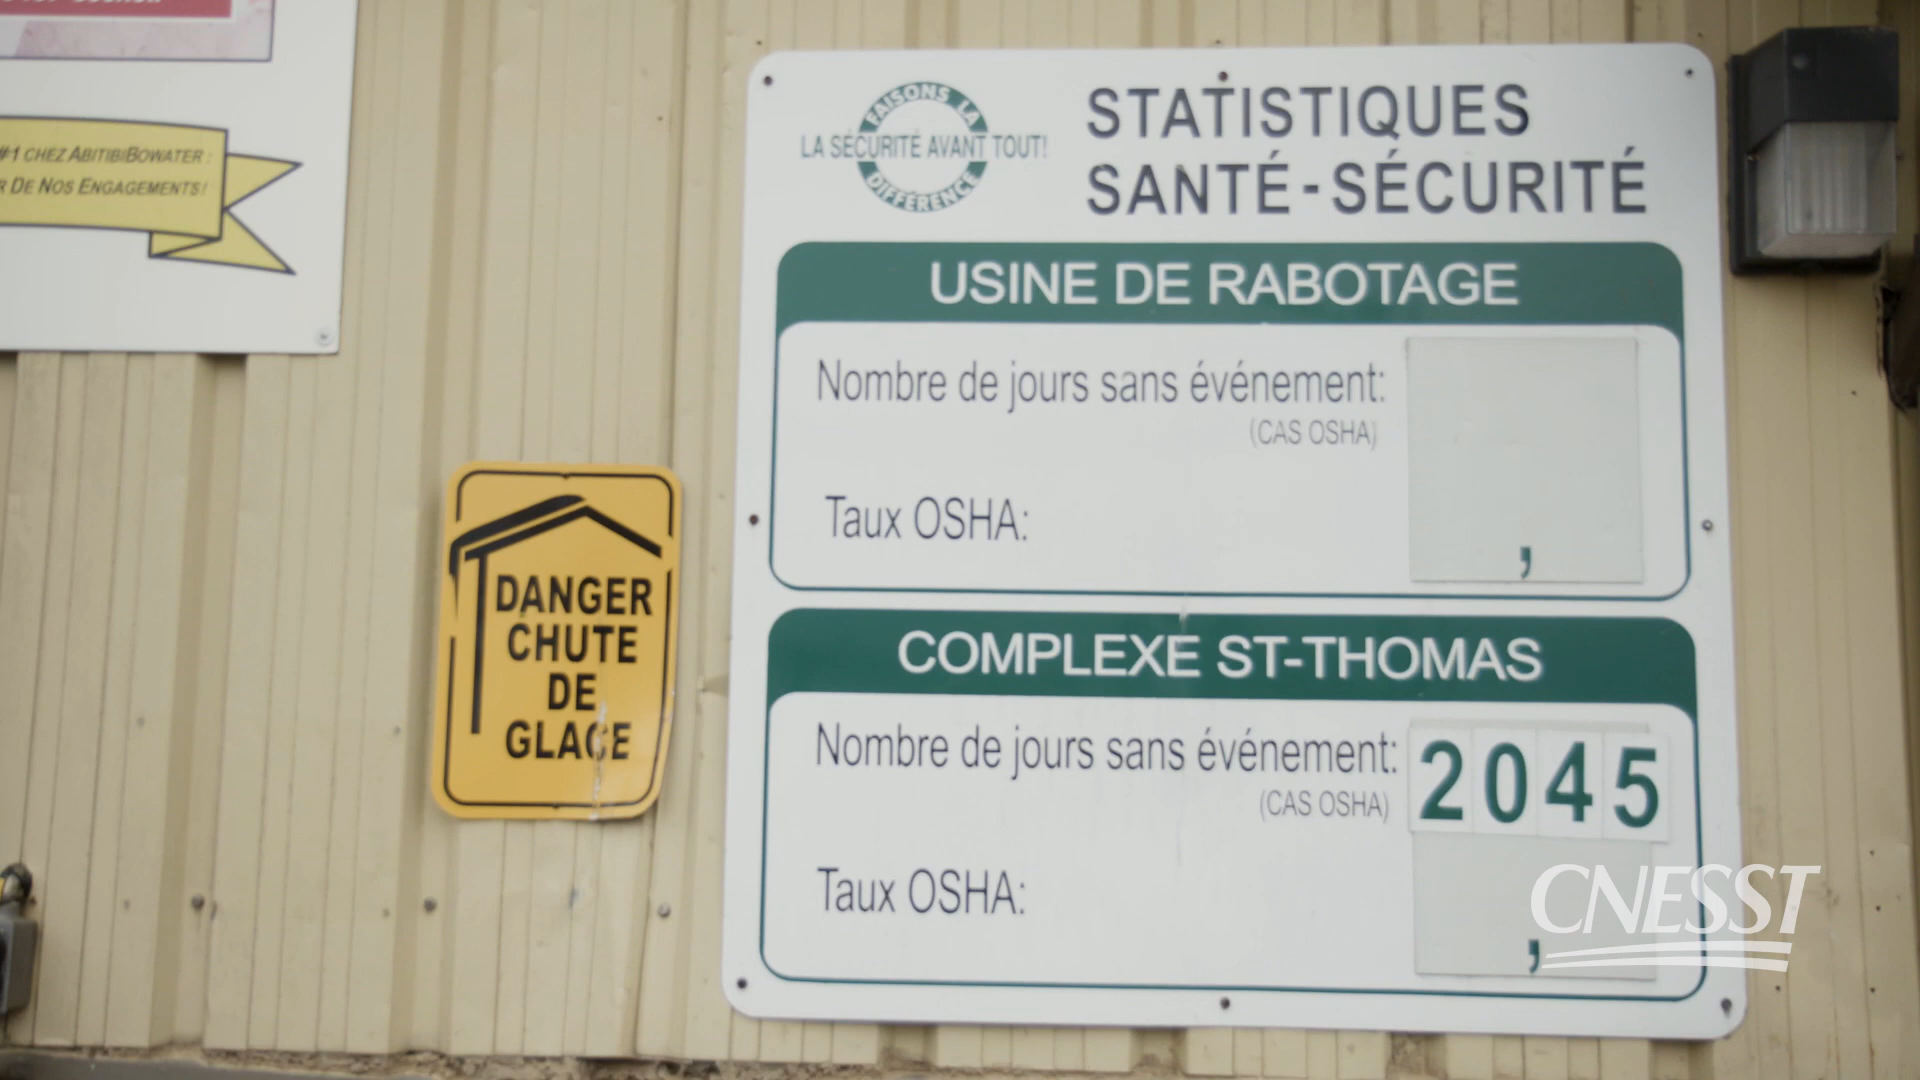 #1 CHEZ ABITIBIBOWATER :
DE NOS ENGAGEMENTS!
FAISONS LA
LA SÉCURITÉ AVANT TOUT!
DIFFÉRENCE
STATISTIQUES
SANTÉ-SÉCURITÉ
USINE DE RABOTAGE
Nombre de jours sans événement:
(CAS OSHA)
Taux OSHA:
,
DANGER
CHUTE
DE
GLACE
COMPLEXE ST-THOMAS
Nombre de jours sans événement: 2045
(CAS OSHA)
Taux OSHA:
,
CNESST